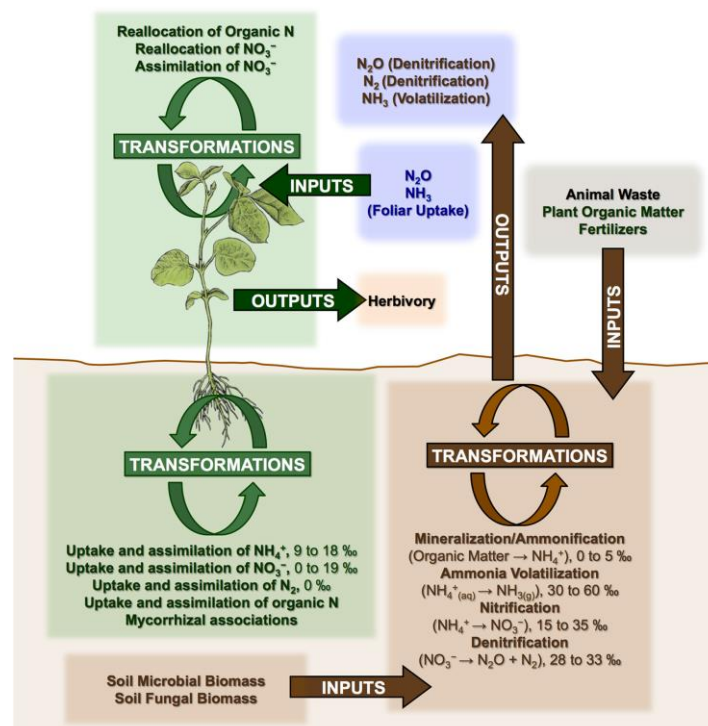 Reallocation of Organic N
Reallocation of NO₃⁻
Assimilation of NO₃⁻
TRANSFORMATIONS
N₂O (Denitrification)
N₂ (Denitrification)
NH₃ (Volatilization)
INPUTS
N₂O
NH₃
(Foliar Uptake)
OUTPUTS
Animal Waste
Plant Organic Matter
Fertilizers
INPUTS
OUTPUTS
Herbivory
TRANSFORMATIONS
Uptake and assimilation of NH₄⁺, 9 to 18 ‰
Uptake and assimilation of NO₃⁻, 0 to 19 ‰
Uptake and assimilation of N₂, 0 ‰
Uptake and assimilation of organic N
Mycorrhizal associations
TRANSFORMATIONS
Mineralization/Ammonification
(Organic Matter → NH₄⁺), 0 to 5 ‰
Ammonia Volatilization
(NH₄⁺(aq) → NH₃(g)), 30 to 60 ‰
Nitrification
(NH₄⁺ → NO₃⁻), 15 to 35 ‰
Denitrification
(NO₃⁻ → N₂O + N₂), 28 to 33 ‰
Soil Microbial Biomass
Soil Fungal Biomass
INPUTS